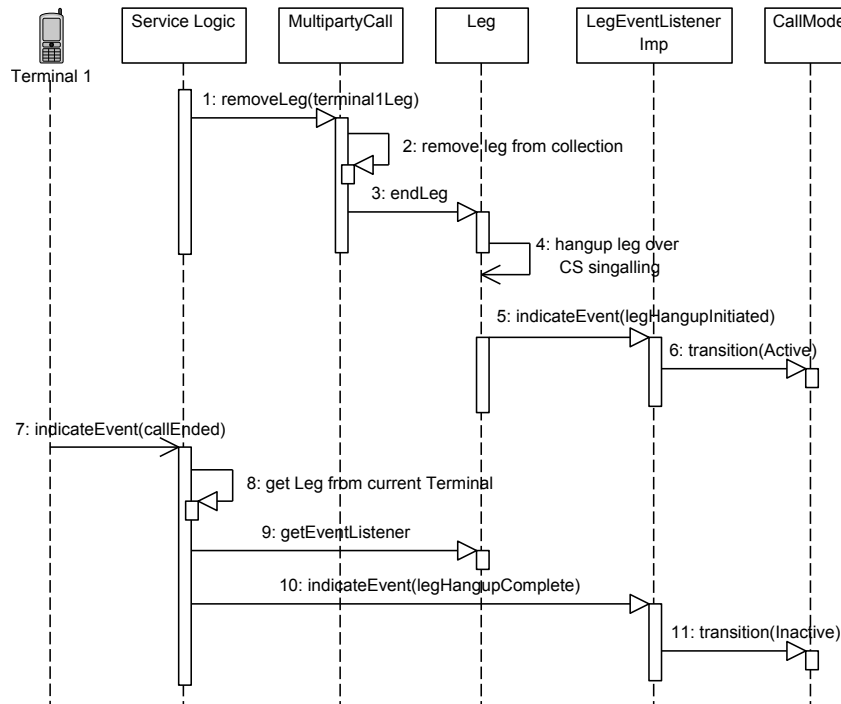 Service Logic
MultipartyCall
Leg
LegEventListener
Imp
CallMode
Terminal 1
1: removeLeg(terminal1Leg)
2: remove leg from collection
3: endLeg
4: hangup leg over
CS singalling
5: indicateEvent(legHangupInitiated)
6: transition(Active)
7: indicateEvent(callEnded)
8: get Leg from current Terminal
9: getEventListener
10: indicateEvent(legHangupComplete)
11: transition(Inactive)